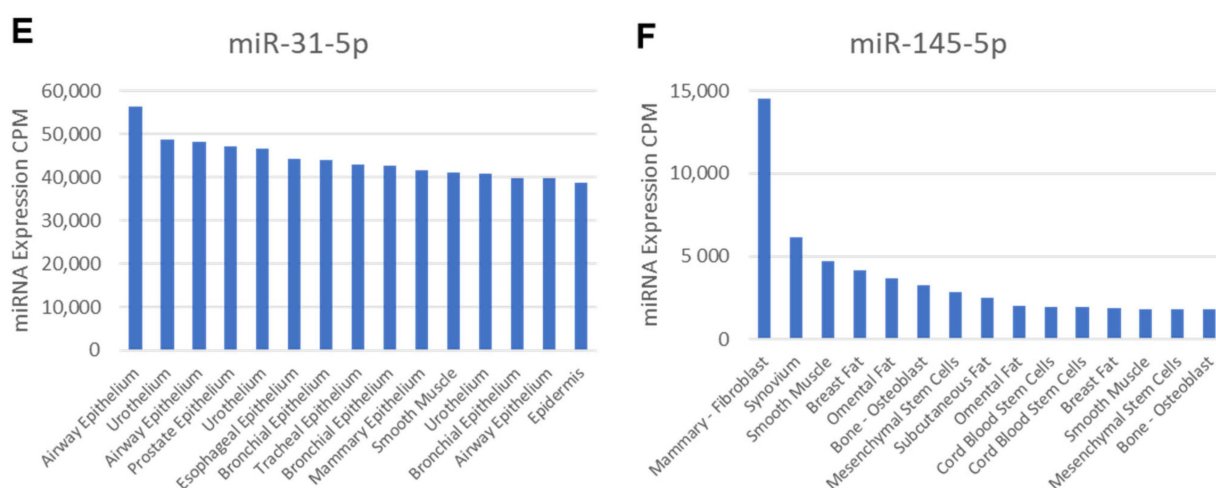 E
miR-31-5p
miRNA Expression CPM
60,000
50,000
40,000
30,000
20,000
10,000
0
Airway Epithelium
Urothelium
Airway Epithelium
Prostate Epithelium
Urothelium
Esophageal Epithelium
Bronchial Epithelium
Tracheal Epithelium
Bronchial Epithelium
Mammary Epithelium
Smooth Muscle
Urothelium
Bronchial Epithelium
Airway Epithelium
Epidermis
F
miR-145-5p
miRNA Expression CPM
15,000
10,000
5 000
0
Mammary - Fibroblast
Synovium
Smooth Muscle
Breast Fat
Omental Fat
Bone - Osteoblast
Mesenchymal Stem Cells
Subcutaneous Fat
Omental Fat
Cord Blood Stem Cells
Cord Blood Stem Cells
Breast Fat
Smooth Muscle
Mesenchymal Stem Cells
Bone - Osteoblast